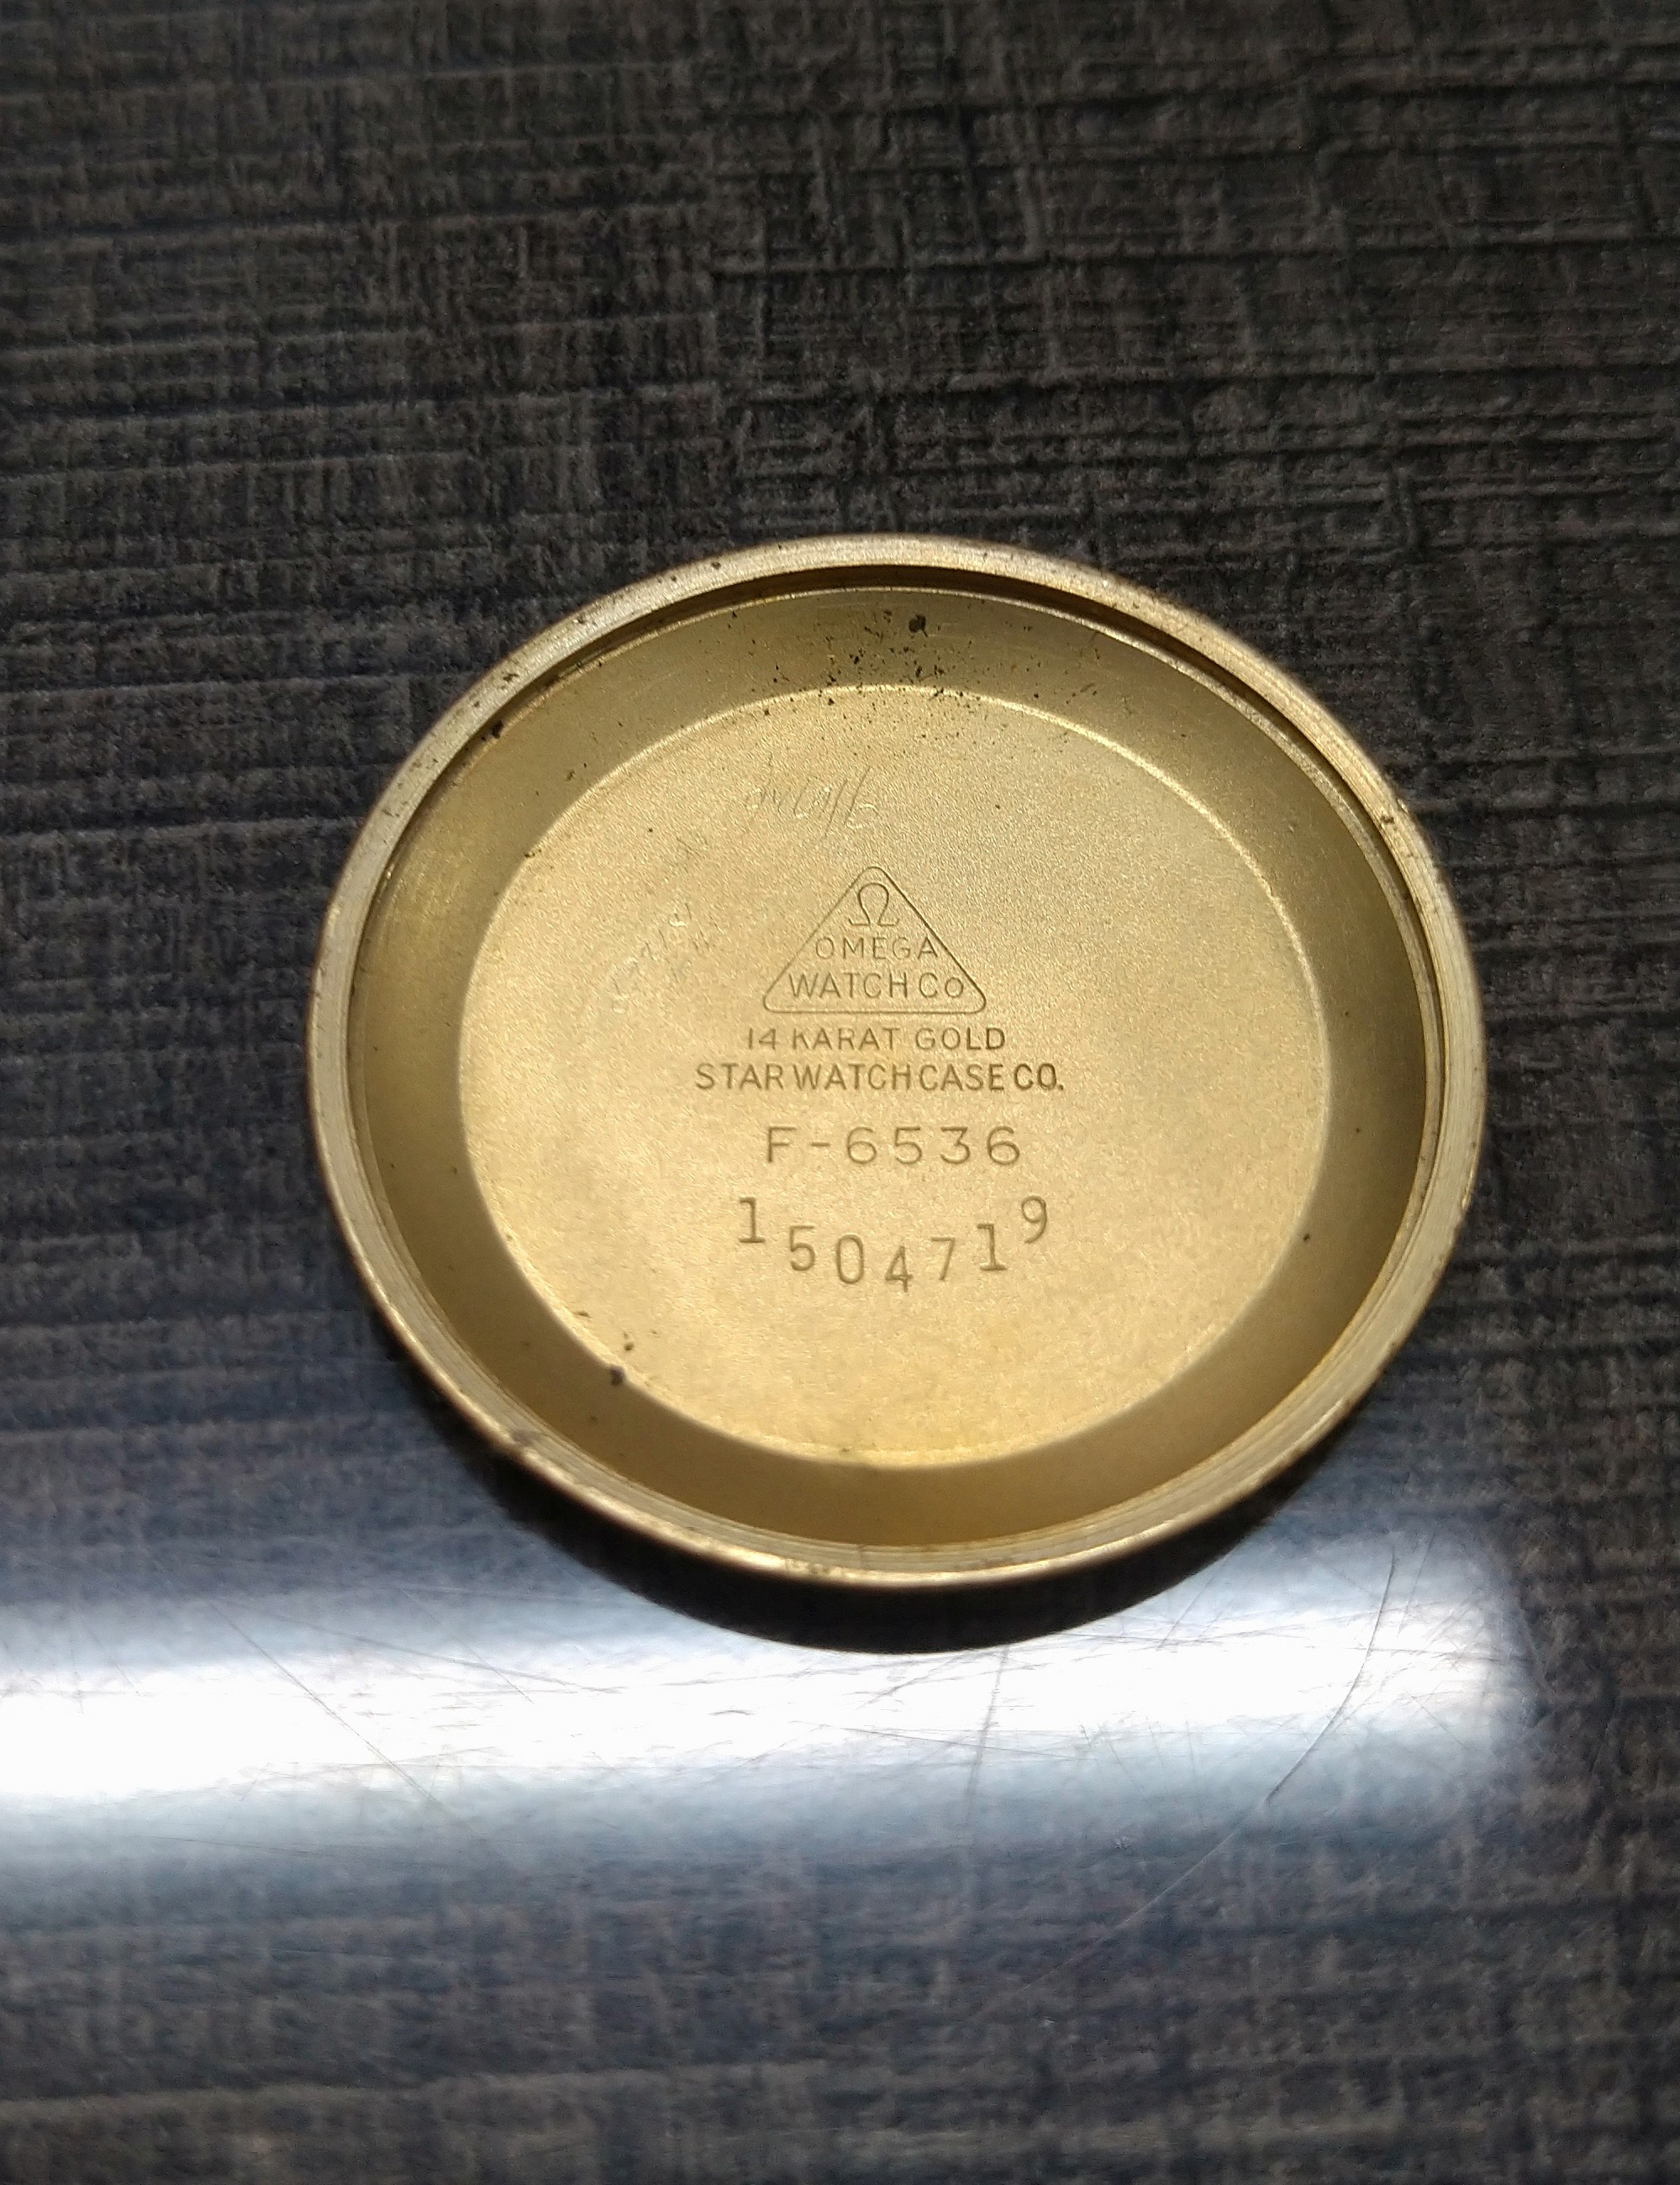 Ω
OMEGA
WATCH CO
14 KARAT GOLD
STAR WATCH CASE CO.
F-6536
1504719